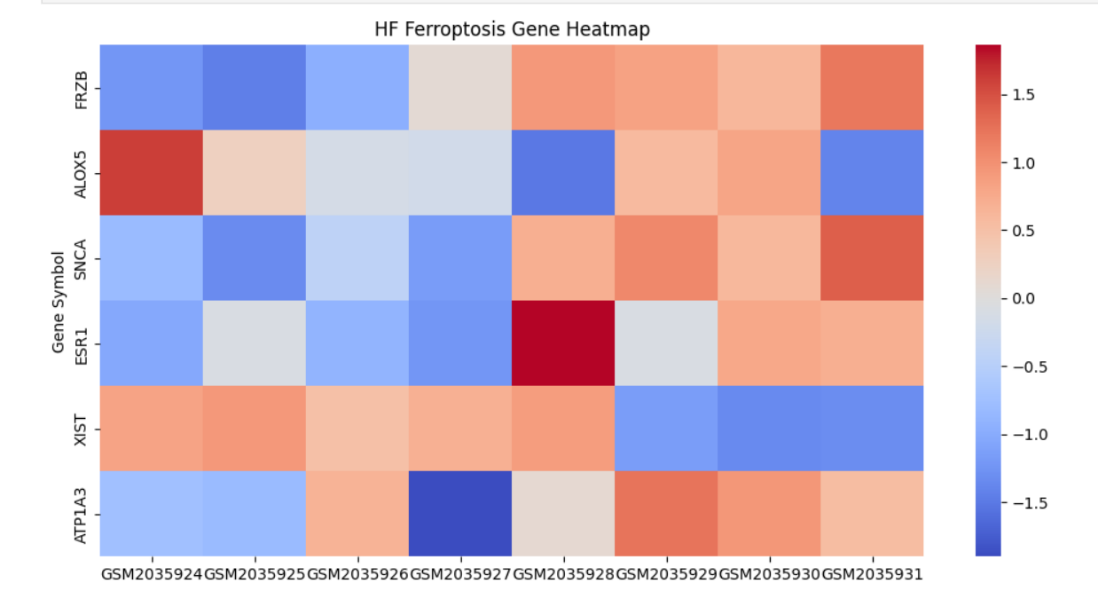 HF Ferroptosis Gene Heatmap
Gene Symbol
FRZB
ALOX5
SNCA
ESR1
XIST
ATP1A3
GSM2035924 GSM2035925 GSM2035926 GSM2035927 GSM2035928 GSM2035929 GSM2035930 GSM2035931
1.5
1.0
0.5
0.0
−0.5
−1.0
−1.5